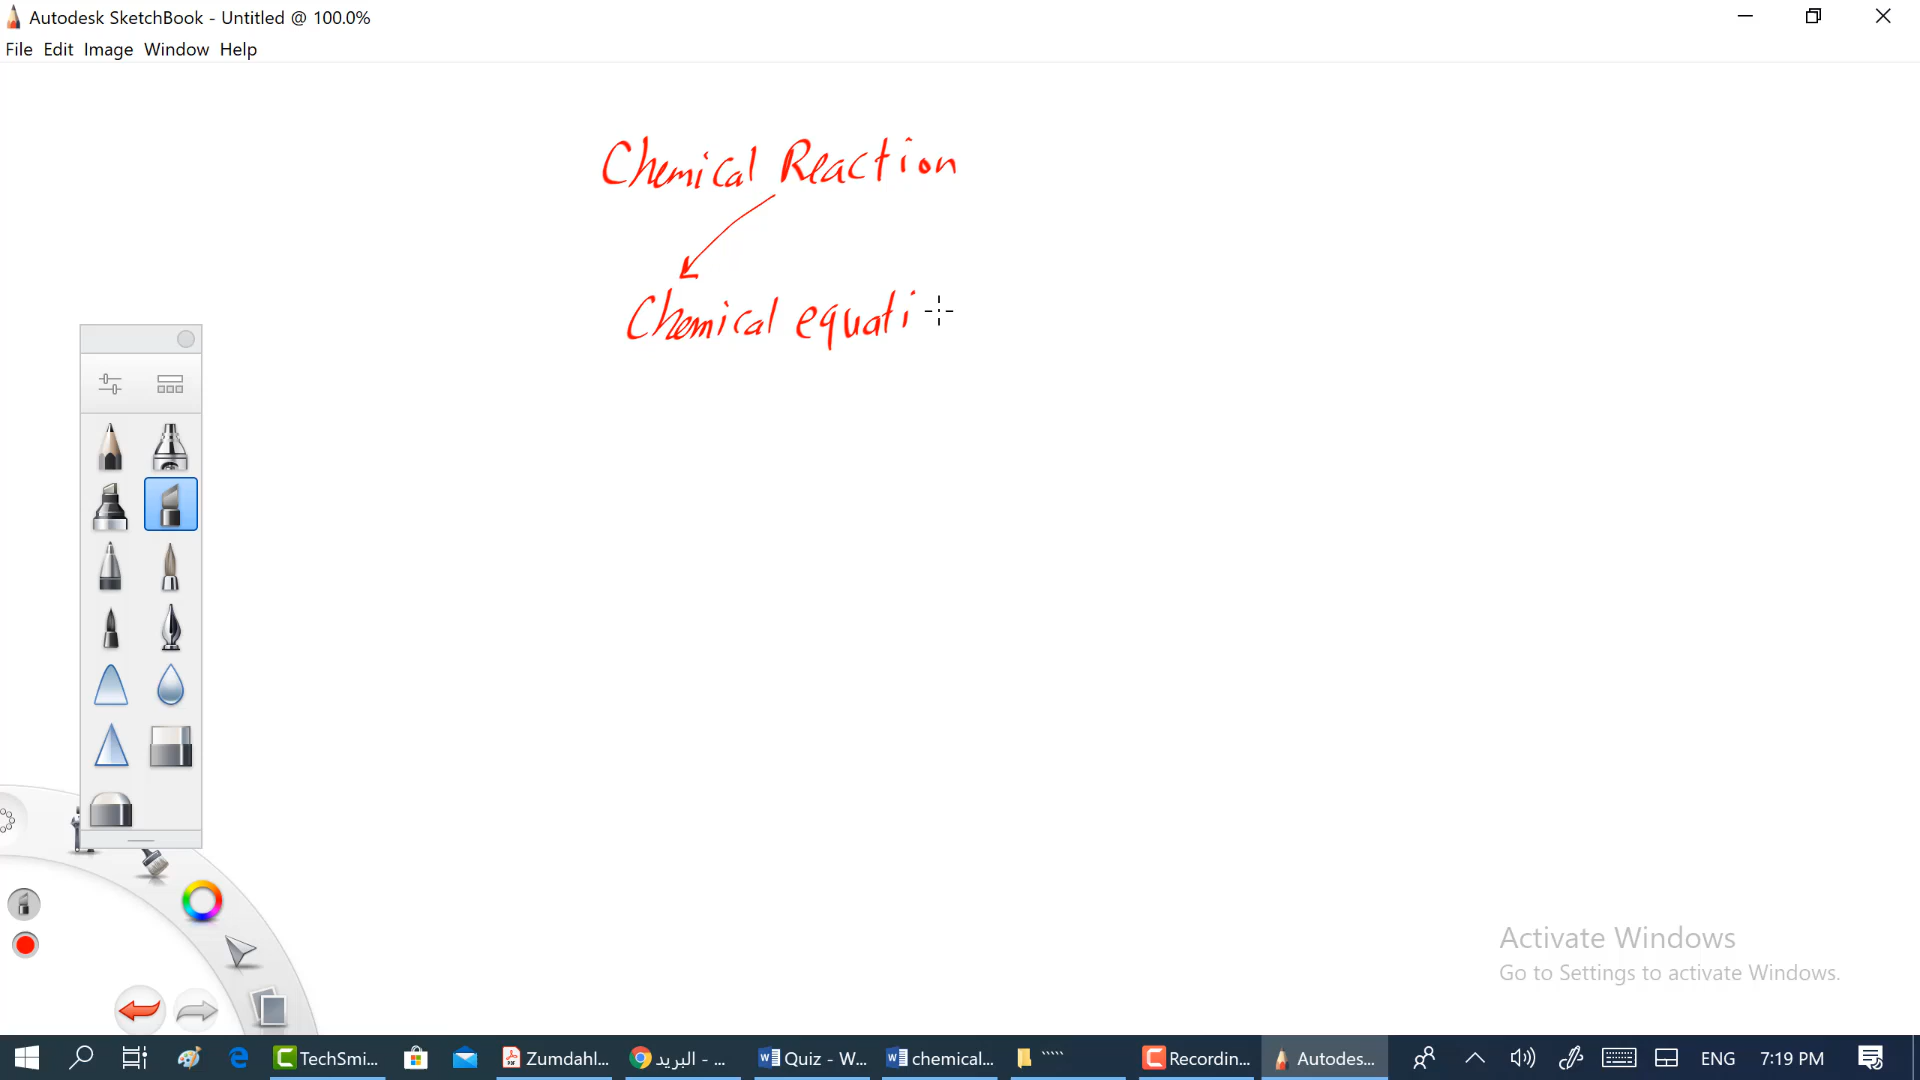 Autodesk SketchBook - Untitled @ 100.0%
File Edit Image Window Help
Chemical Reaction
Chemical equati
Activate Windows
Go to Settings to activate Windows.
TechSmi... Zumdahl... البريد - ... Quiz - W... chemical... ````` Recordin... Autodes... ENG 7:19 PM